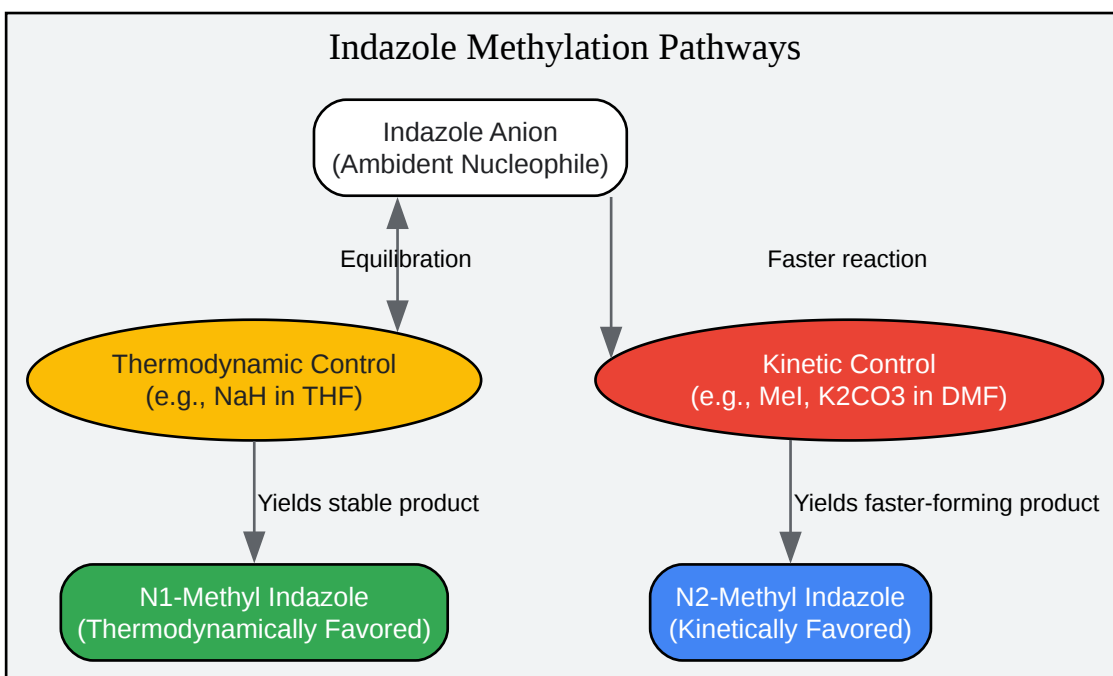 Indazole Methylation Pathways
Indazole Anion
(Ambident Nucleophile)
Equilibration
Faster reaction
Thermodynamic Control
(e.g., NaH in THF)
Kinetic Control
(e.g., MeI, K2CO3 in DMF)
Yields stable product
Yields faster-forming product
N1-Methyl Indazole
(Thermodynamically Favored)
N2-Methyl Indazole
(Kinetically Favored)